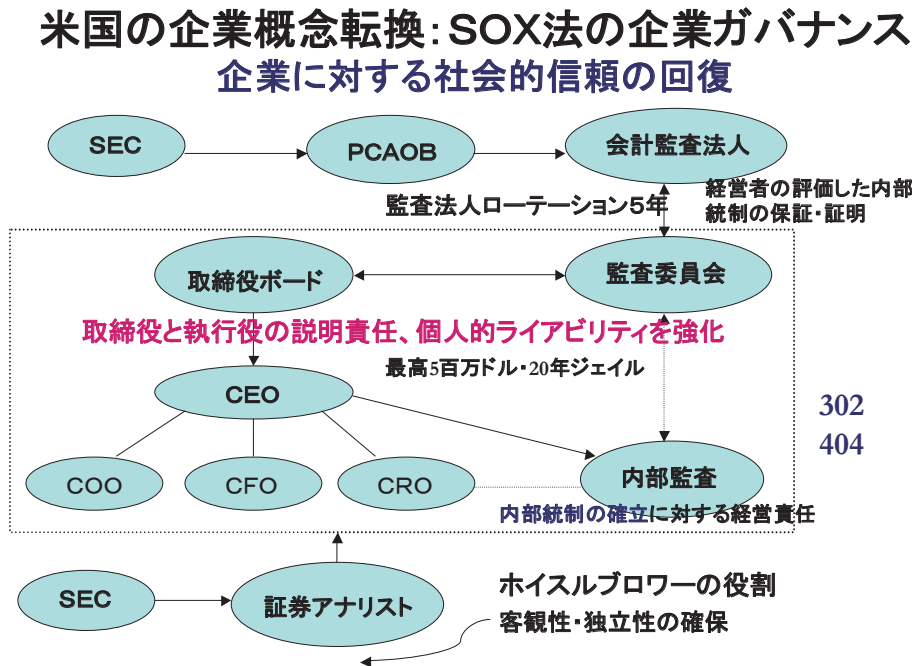 米国の企業概念転換：SOX法の企業ガバナンス
企業に対する社会的信頼の回復
SEC
PCAOB
会計監査法人
監査法人ローテーション5年
経営者の評価した内部
統制の保証・証明
取締役ボード
監査委員会
取締役と執行役の説明責任、個人的ライアビリティを強化
最高5百万ドル・20年ジェイル
CEO
302
404
COO
CFO
CRO
内部監査
内部統制の確立に対する経営責任
SEC
証券アナリスト
ホイスルブロワーの役割
客観性・独立性の確保